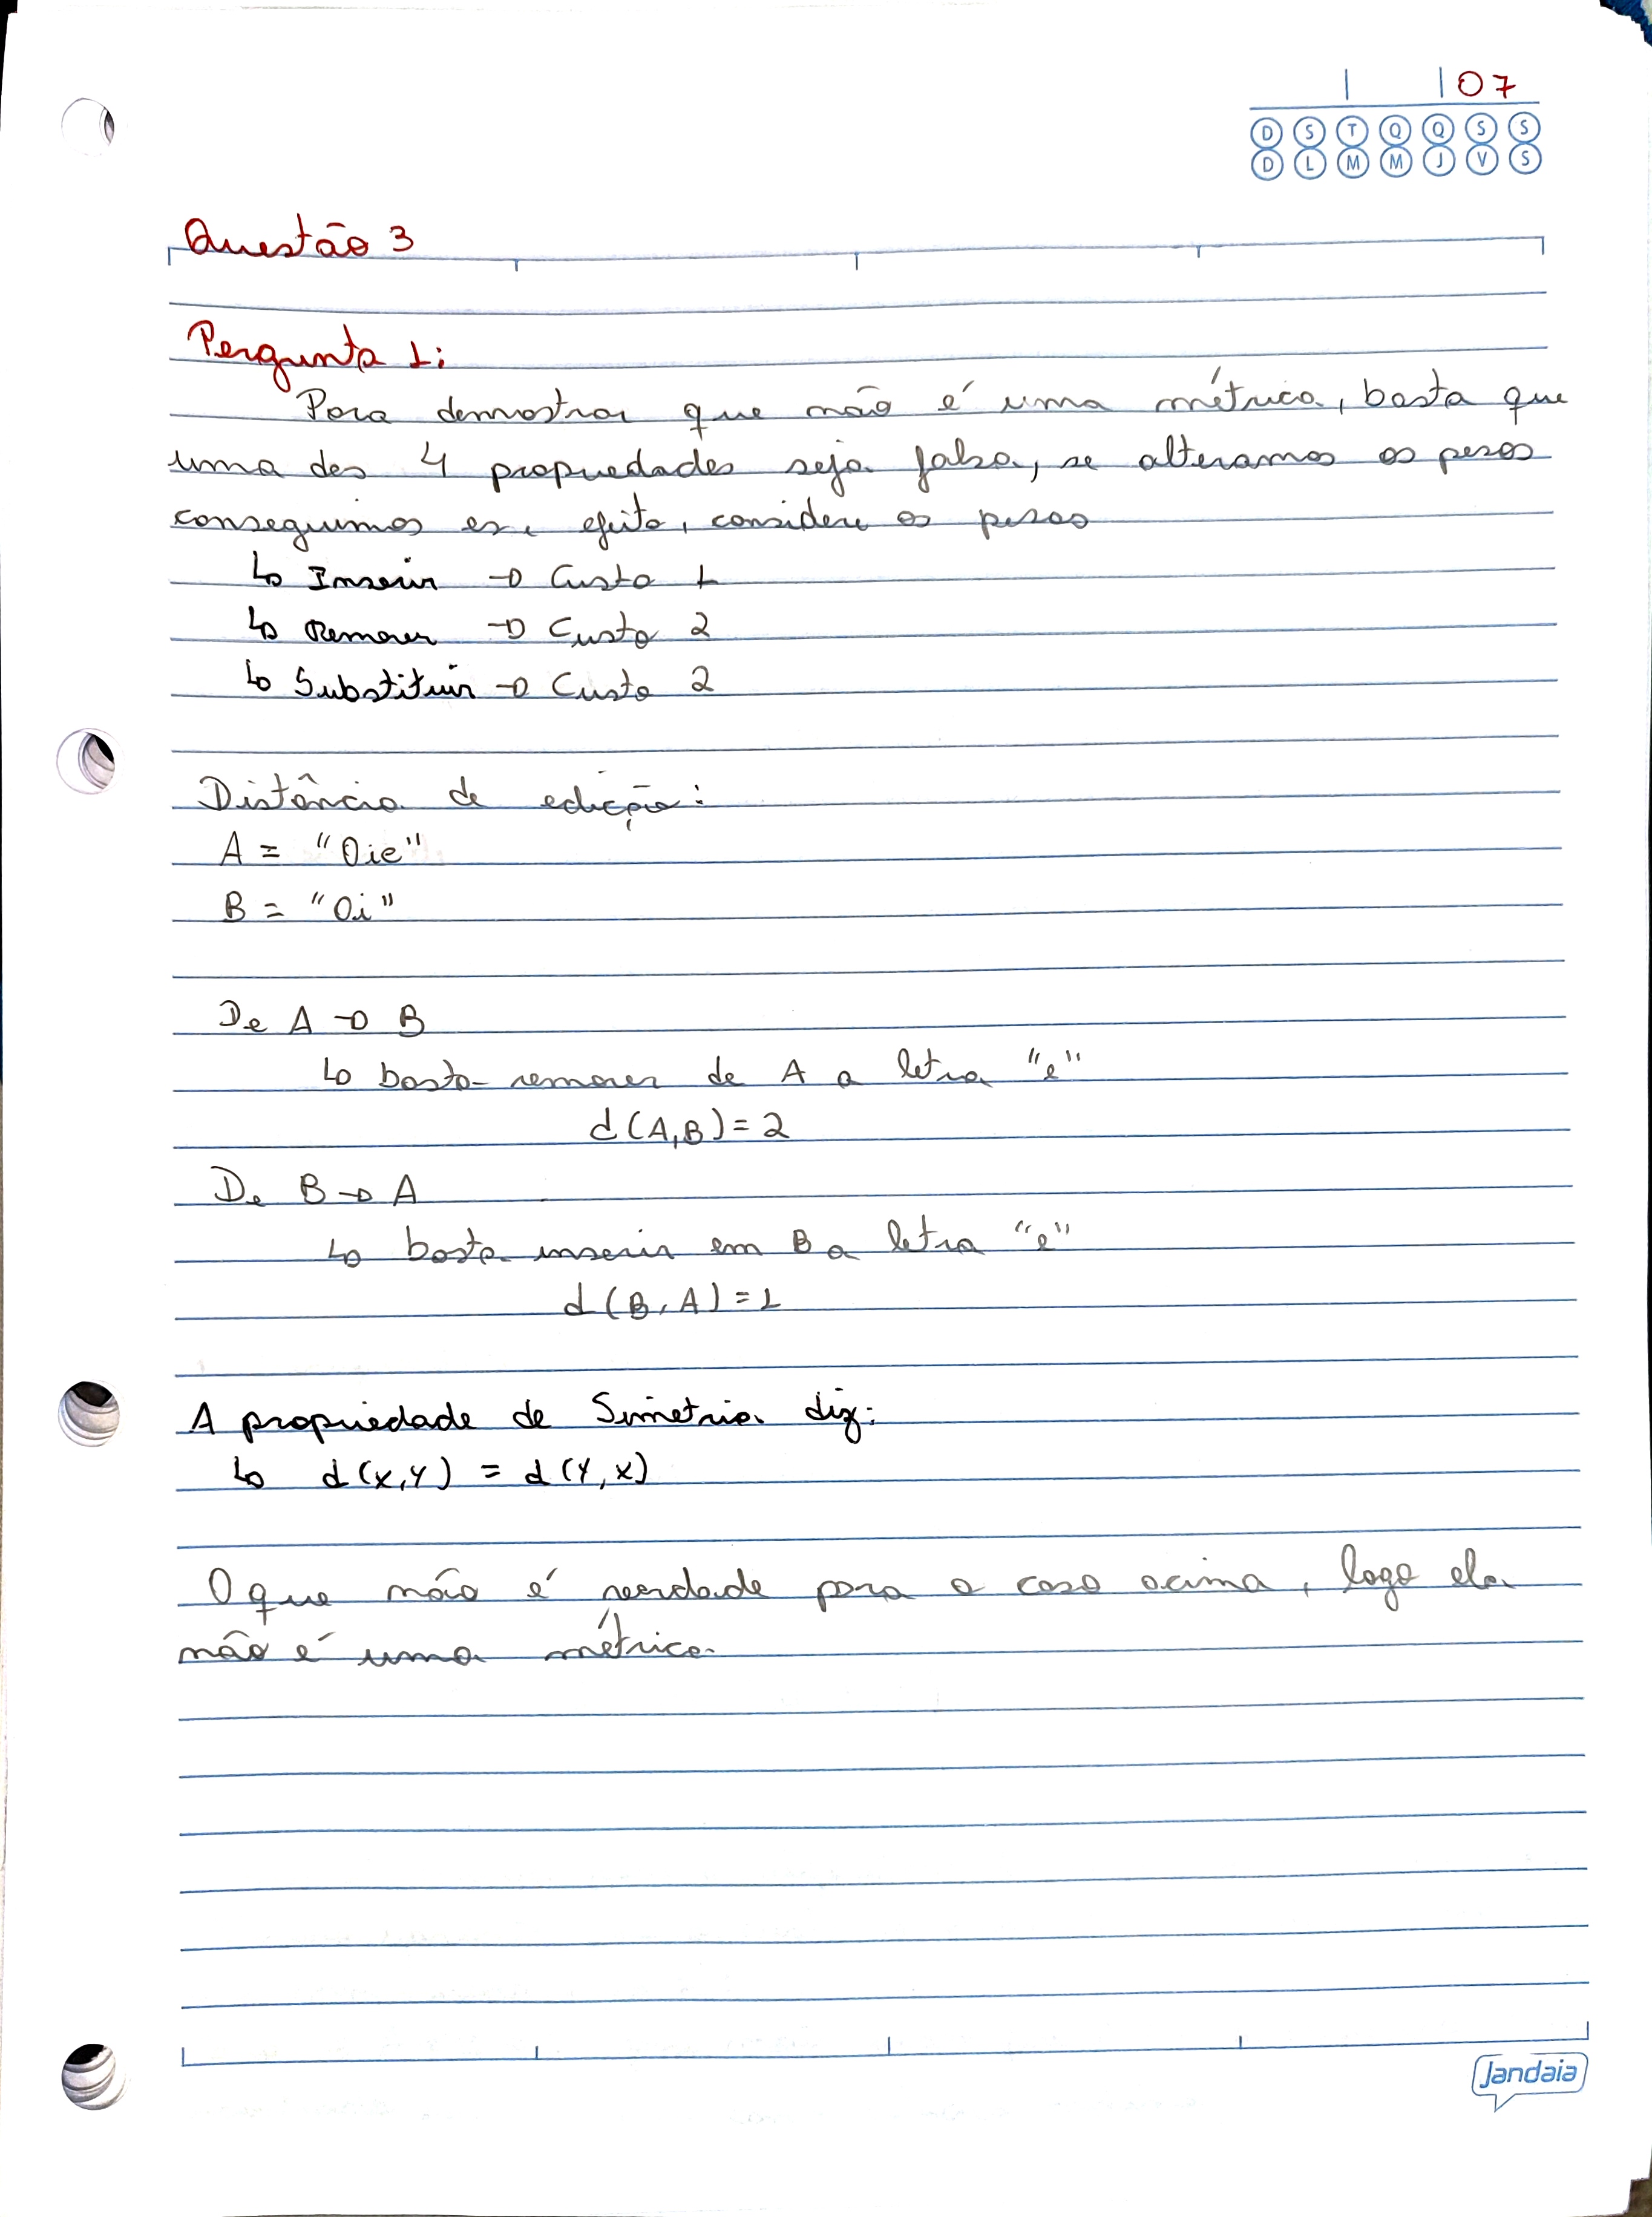 07
D S T Q Q S S
D L M M J V S
Questão 3
Pergunta 1:
Para demostrar que não é uma métrica, basta que
uma das 4 propriedades seja falsa, se alteramos os pesos
conseguimos esse efeito, considere os pesos
↳ Inserir → Custo 1
↳ Remover → Custo 2
↳ Substituir → Custo 2
Distância de edição:
A = "Oie"
B = "Oi"
De A → B
↳ basta remover de A a letra "e"
d(A,B) = 2
De B → A
↳ basta inserir em B a letra "e"
d(B,A) = 1
A propriedade de Simetria diz:
↳ d(x,y) = d(y,x)
O que não é verdade para o caso acima, logo ela
não é uma métrica.
Jandaia